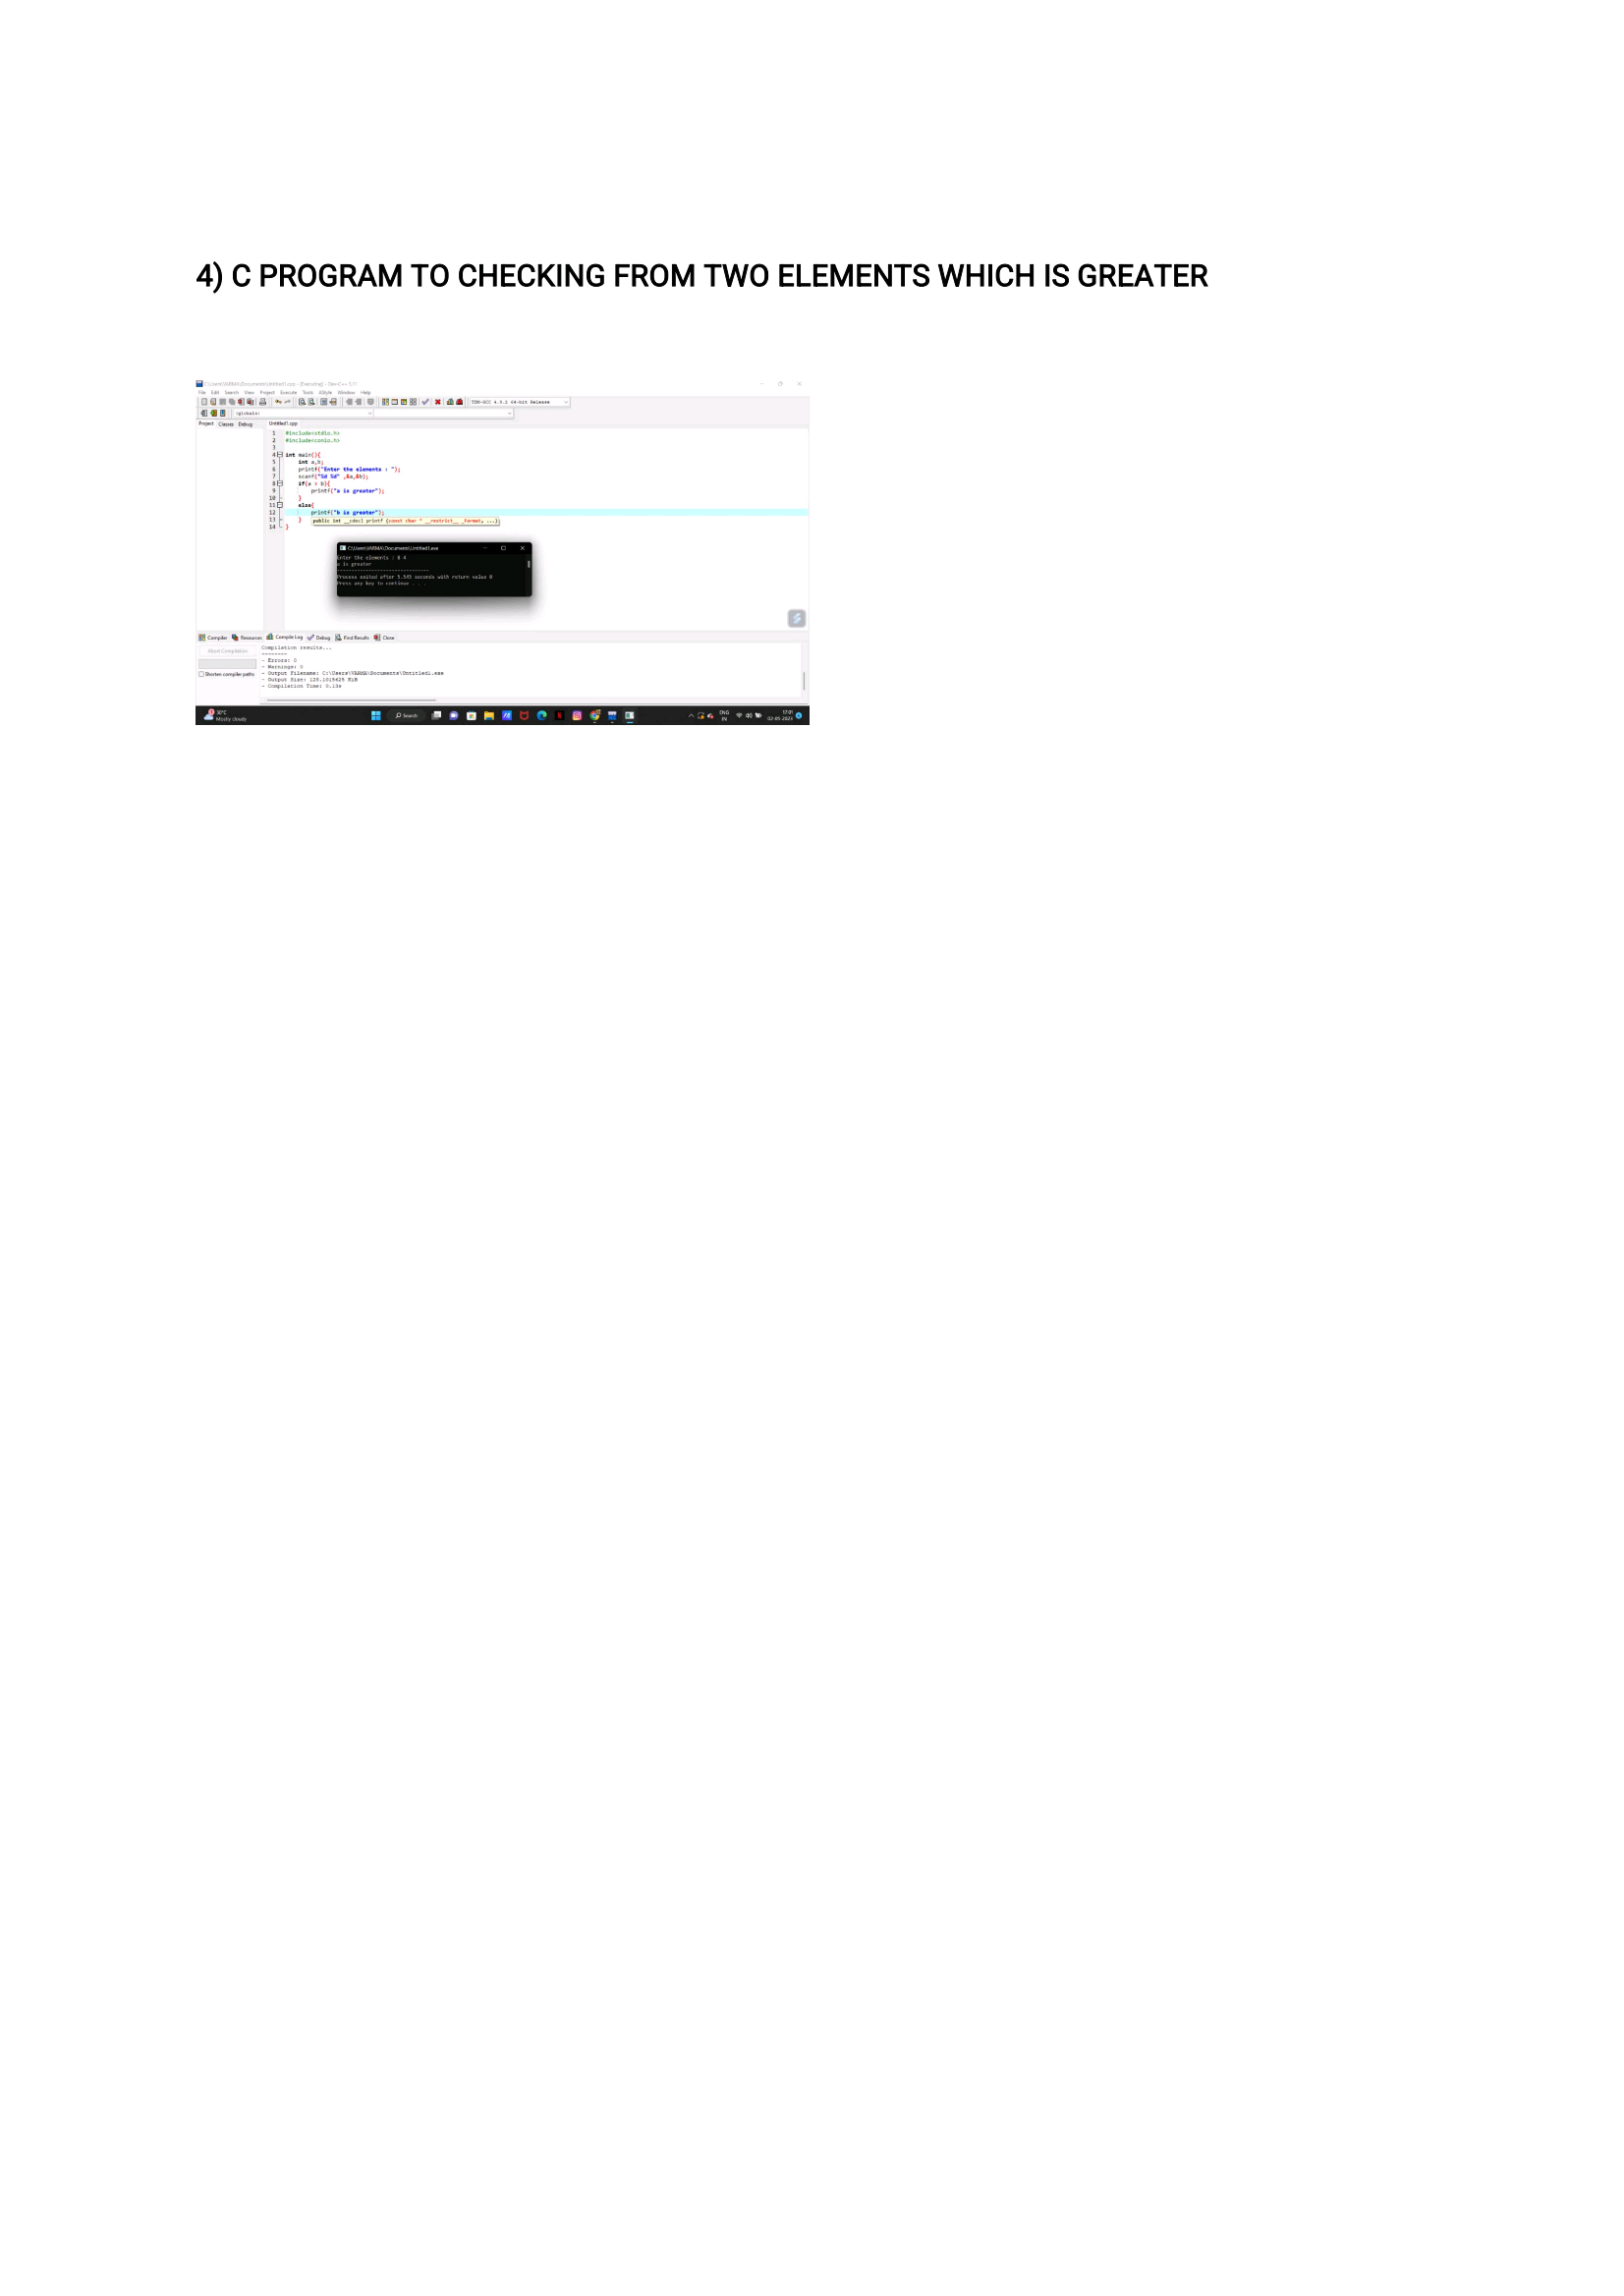 4) C PROGRAM TO CHECKING FROM TWO ELEMENTS WHICH IS GREATER
C:\Users\VARMA\Documents\Untitled1.cpp - [Executing] - Dev-C++ 5.11
File Edit Search View Project Execute Tools AStyle Window Help
TDM-GCC 4.9.2 64-bit Release
(globals)
Project Classes Debug Untitled1.cpp
1 #include<stdio.h>
2 #include<conio.h>
3
4 int main(){
5 int a,b;
6 printf("Enter the elements : ");
7 scanf("%d %d" ,&a,&b);
8 if(a > b){
9 printf("a is greater");
10 }
11 else{
12 printf("b is greater");
13 } public int __cdecl printf (const char * __restrict__ _Format, ...)
14 }
C:\Users\VARMA\Documents\Untitled1.exe
Enter the elements : 4
a is greater
--------------------------------
Process exited after seconds with return value 0
Press any key to continue . . .
Compiler Resources Compile Log Debug Find Results Close
Abort Compilation
Shorten compiler paths
Compilation results...
--------
- Errors: 0
- Warnings: 0
- Output Filename: C:\Users\VARMA\Documents\Untitled1.exe
- Output Size: 128.1015625 KiB
- Compilation Time:
30°C
Mostly cloudy
Search
ENG
IN
12:01
02-05-2023